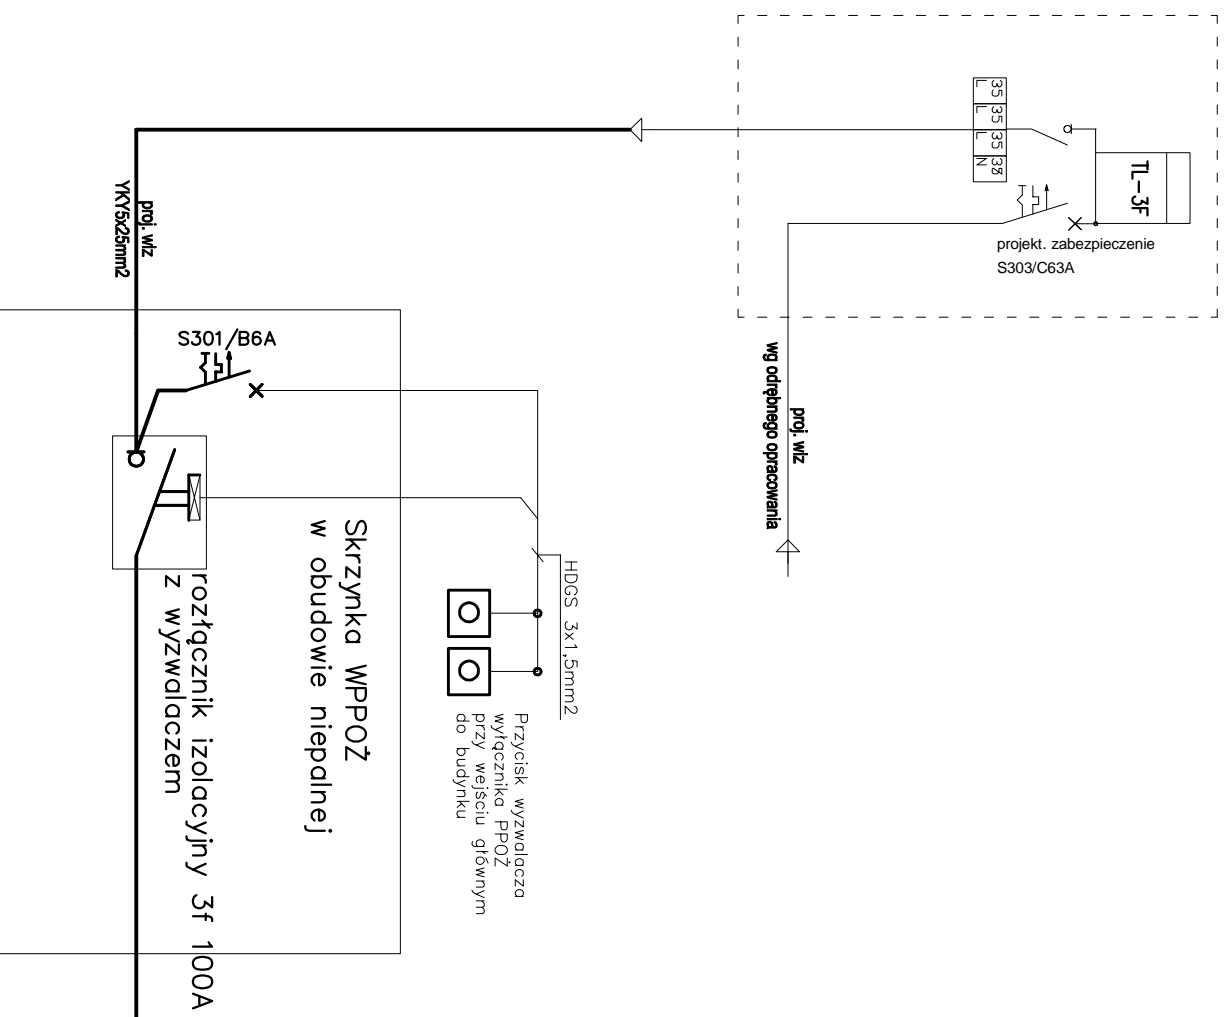 35
L
35
L
35
L
35
N
TL-3F
projekt. zabezpieczenie
S303/C63A
proj. wlz
YKY5x25mm2
S301/B6A
proj. wlz
wg odrębnego opracowania
Skrzynka WPPOŻ
w obudowie niepalnej
rozłącznik izolacyjny 3f 100A
z wyzwalaczem
HDGS 3x1,5mm2
Przycisk wyzwalacza
wyłącznika PPOŻ
przy wejściu głównym
do budynku